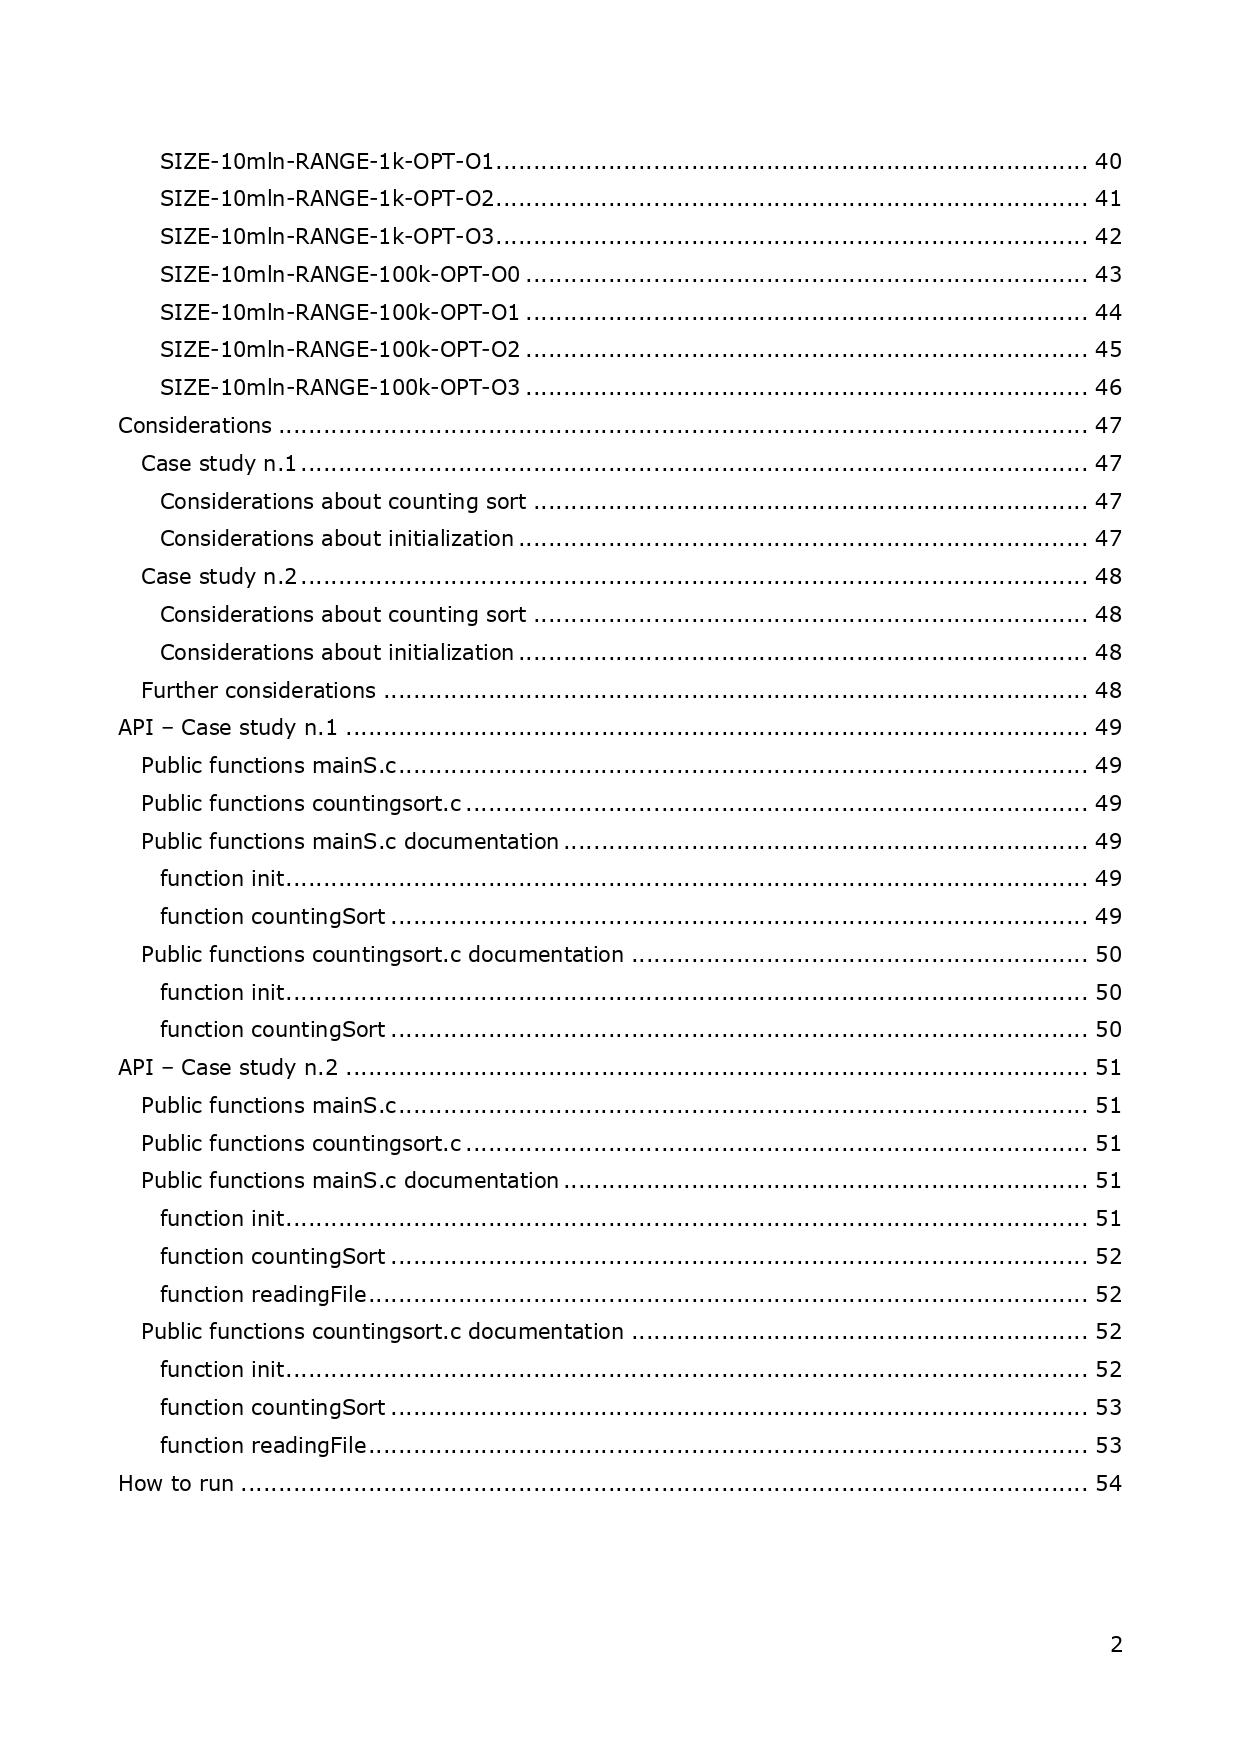 SIZE-10mln-RANGE-1k-OPT-O1 ........ 40
SIZE-10mln-RANGE-1k-OPT-O2 ........ 41
SIZE-10mln-RANGE-1k-OPT-O3 ........ 42
SIZE-10mln-RANGE-100k-OPT-O0 ........ 43
SIZE-10mln-RANGE-100k-OPT-O1 ........ 44
SIZE-10mln-RANGE-100k-OPT-O2 ........ 45
SIZE-10mln-RANGE-100k-OPT-O3 ........ 46
Considerations ........ 47
Case study n.1 ........ 47
Considerations about counting sort ........ 47
Considerations about initialization ........ 47
Case study n.2 ........ 48
Considerations about counting sort ........ 48
Considerations about initialization ........ 48
Further considerations ........ 48
API – Case study n.1 ........ 49
Public functions mainS.c ........ 49
Public functions countingsort.c ........ 49
Public functions mainS.c documentation ........ 49
function init ........ 49
function countingSort ........ 49
Public functions countingsort.c documentation ........ 50
function init ........ 50
function countingSort ........ 50
API – Case study n.2 ........ 51
Public functions mainS.c ........ 51
Public functions countingsort.c ........ 51
Public functions mainS.c documentation ........ 51
function init ........ 51
function countingSort ........ 52
function readingFile ........ 52
Public functions countingsort.c documentation ........ 52
function init ........ 52
function countingSort ........ 53
function readingFile ........ 53
How to run ........ 54
2